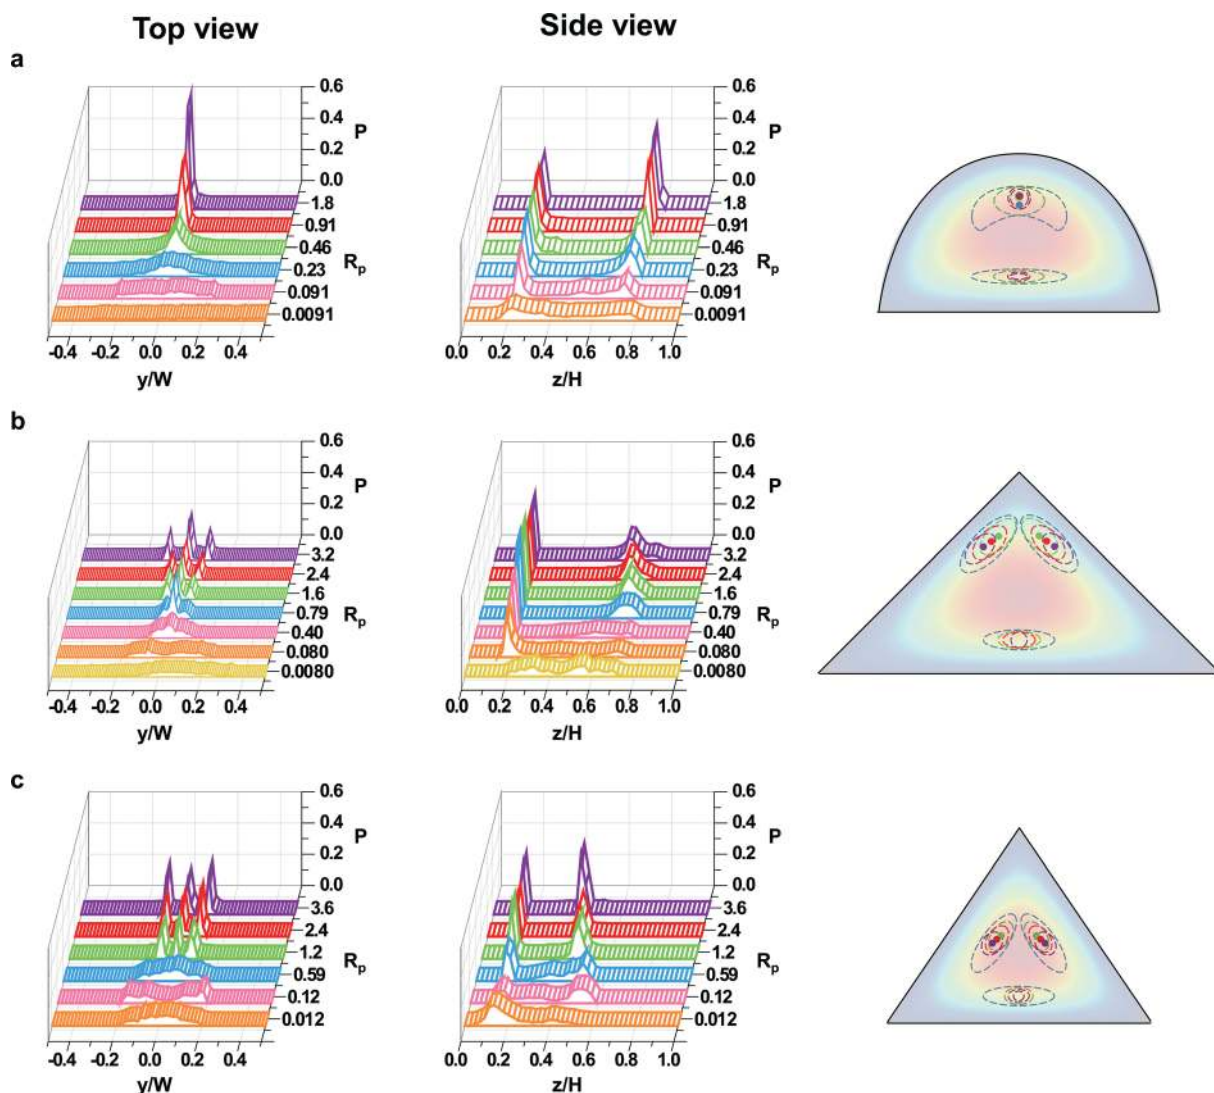 Top view
Side view
a
0.6
0.4
P
0.2
0.0
1.8
0.91
0.46
0.23
Rp
0.091
0.0091
-0.4 -0.2 0.0 0.2 0.4
y/W
0.6
0.4
P
0.2
0.0
1.8
0.91
0.46
0.23
Rp
0.091
0.0091
0.0 0.2 0.4 0.6 0.8 1.0
z/H
b
0.6
0.4
P
0.2
0.0
3.2
2.4
1.6
0.79
Rp
0.40
0.080
0.0080
-0.4 -0.2 0.0 0.2 0.4
y/W
0.6
0.4
P
0.2
0.0
3.2
2.4
1.6
0.79
Rp
0.40
0.080
0.0080
0.0 0.2 0.4 0.6 0.8 1.0
z/H
c
0.6
0.4
P
0.2
0.0
3.6
2.4
1.2
0.59
Rp
0.12
0.012
-0.4 -0.2 0.0 0.2 0.4
y/W
0.6
0.4
P
0.2
0.0
3.6
2.4
1.2
0.59
Rp
0.12
0.012
0.0 0.2 0.4 0.6 0.8 1.0
z/H